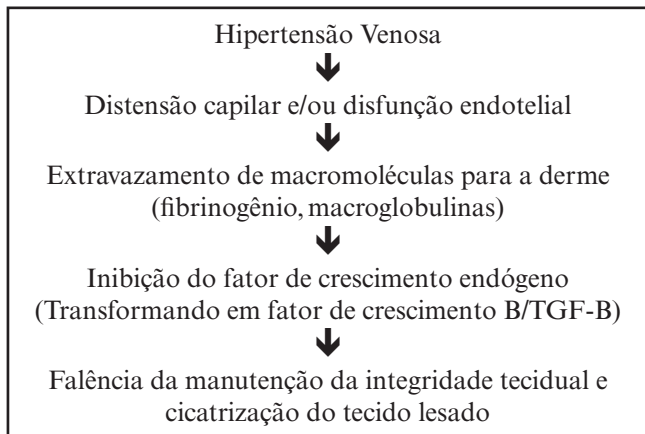 Hipertensão Venosa
Distensão capilar e/ou disfunção endotelial
Extravazamento de macromoléculas para a derme
(fibrinogênio, macroglobulinas)
Inibição do fator de crescimento endógeno
(Transformando em fator de crescimento B/TGF-B)
Falência da manutenção da integridade tecidual e
cicatrização do tecido lesado